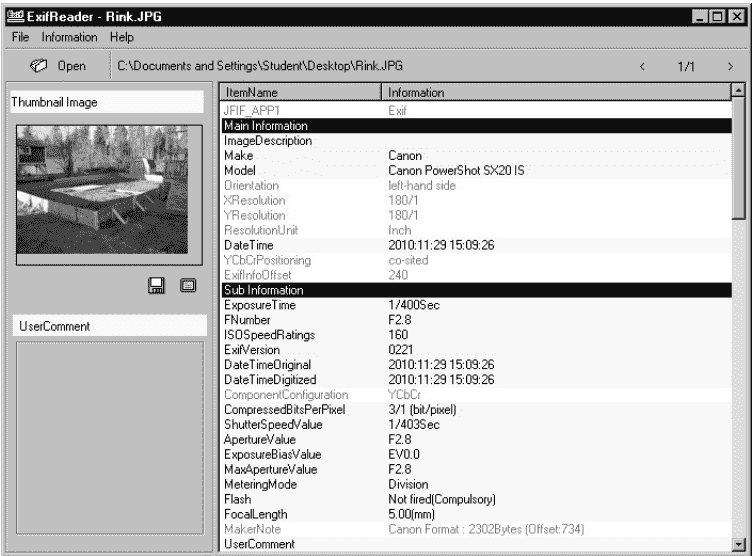 ExifReader - Rink.JPG
File Information Help
Open C:\Documents and Settings\Student\Desktop\Rink.JPG < 1/1 >
Thumbnail Image
UserComment
ItemName Information
JFIF_APP1 Exif
Main Information
ImageDescription
Make Canon
Model Canon PowerShot SX20 IS
Orientation left-hand side
XResolution 180/1
YResolution 180/1
ResolutionUnit Inch
DateTime 2010:11:29 15:09:26
YCbCrPositioning co-sited
ExifInfoOffset 240
Sub Information
ExposureTime 1/400Sec
FNumber F2.8
ISOSpeedRatings 160
ExifVersion 0221
DateTimeOriginal 2010:11:29 15:09:26
DateTimeDigitized 2010:11:29 15:09:26
ComponentConfiguration YCbCr
CompressedBitsPerPixel 3/1 (bit/pixel)
ShutterSpeedValue 1/403Sec
ApertureValue F2.8
ExposureBiasValue EV0.0
MaxApertureValue F2.8
MeteringMode Division
Flash Not fired(Compulsory)
FocalLength 5.00(mm)
MakerNote Canon Format : 2302Bytes (Offset:734)
UserComment